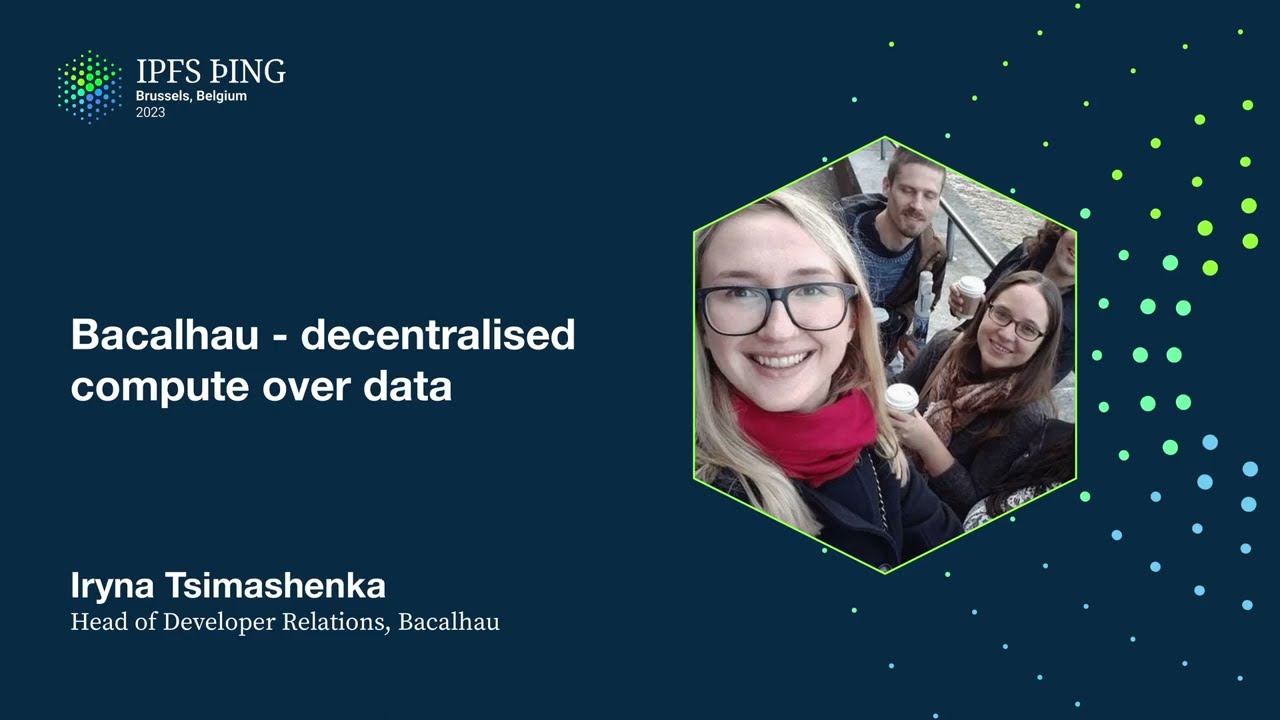 IPFS ÞING
Brussels, Belgium
2023
Bacalhau - decentralised
compute over data
Iryna Tsimashenka
Head of Developer Relations, Bacalhau